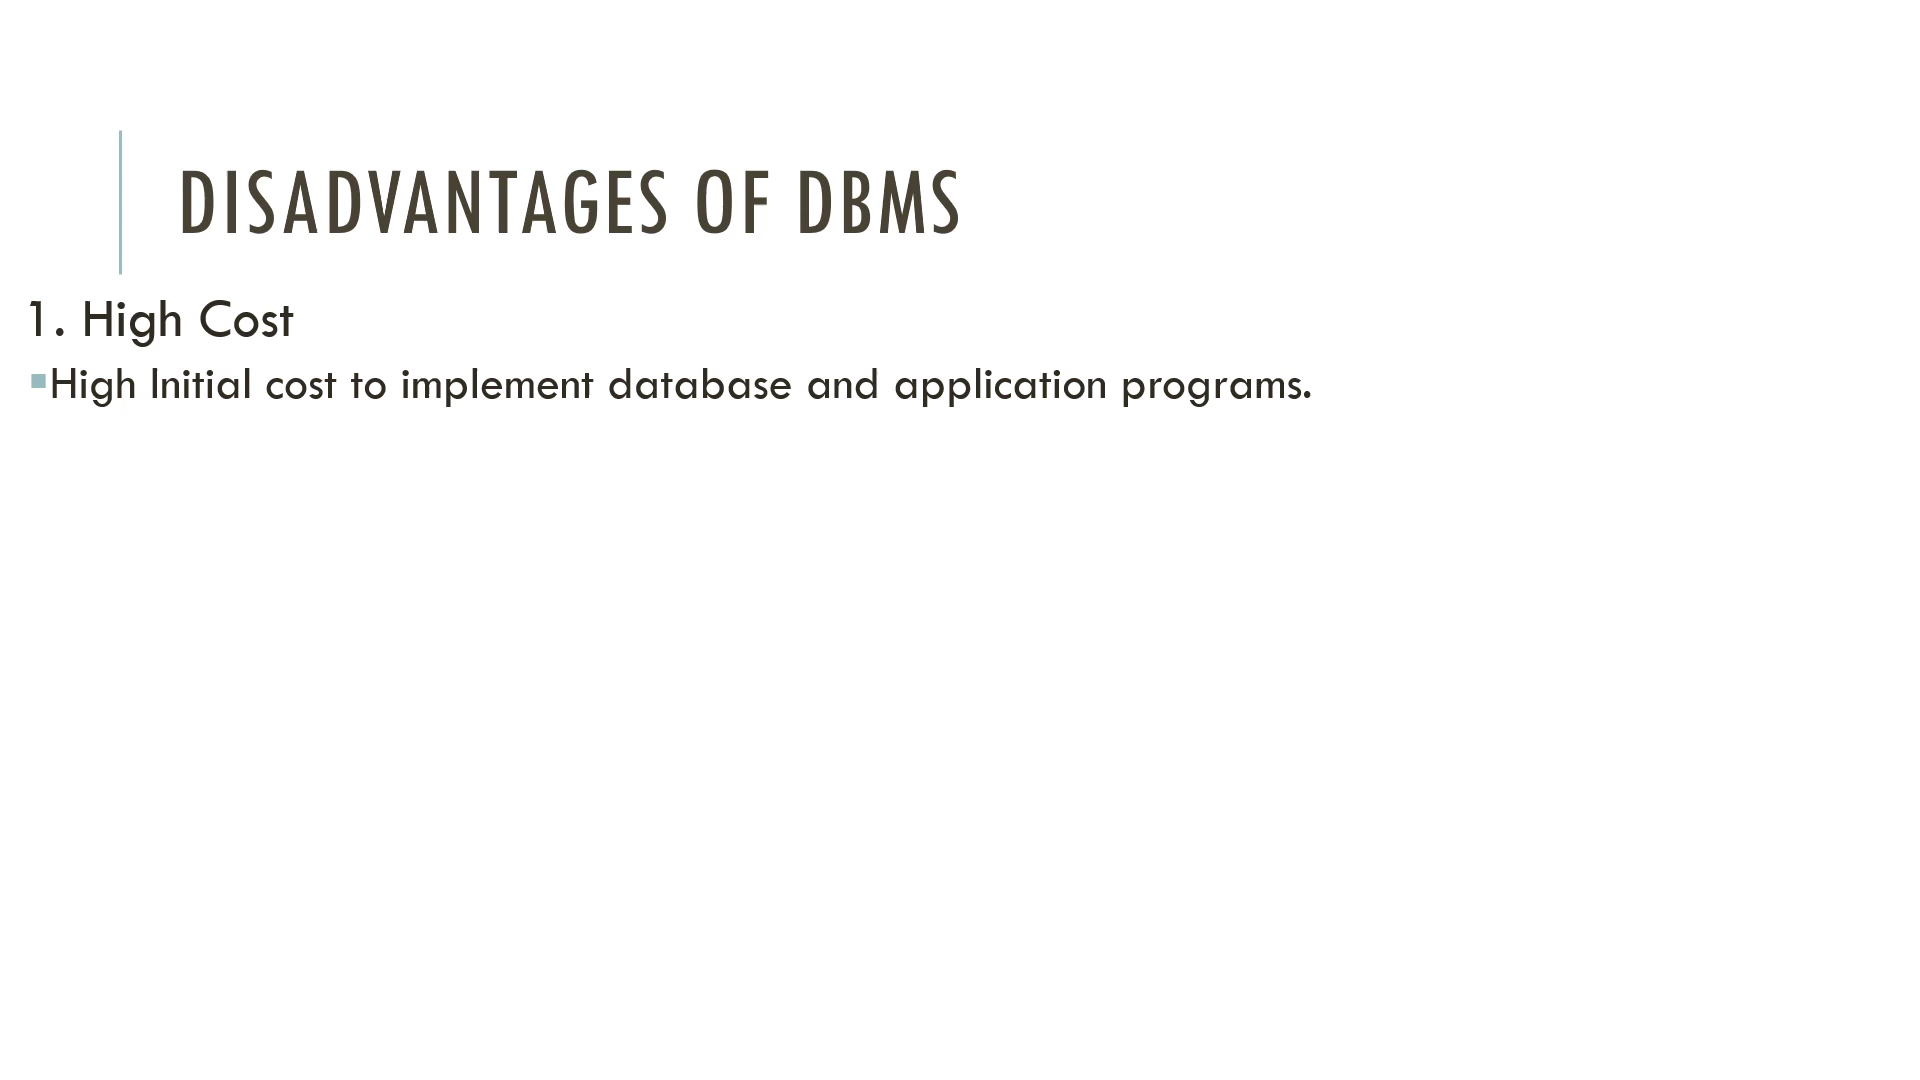 DISADVANTAGES OF DBMS
1. High Cost
▪High Initial cost to implement database and application programs.